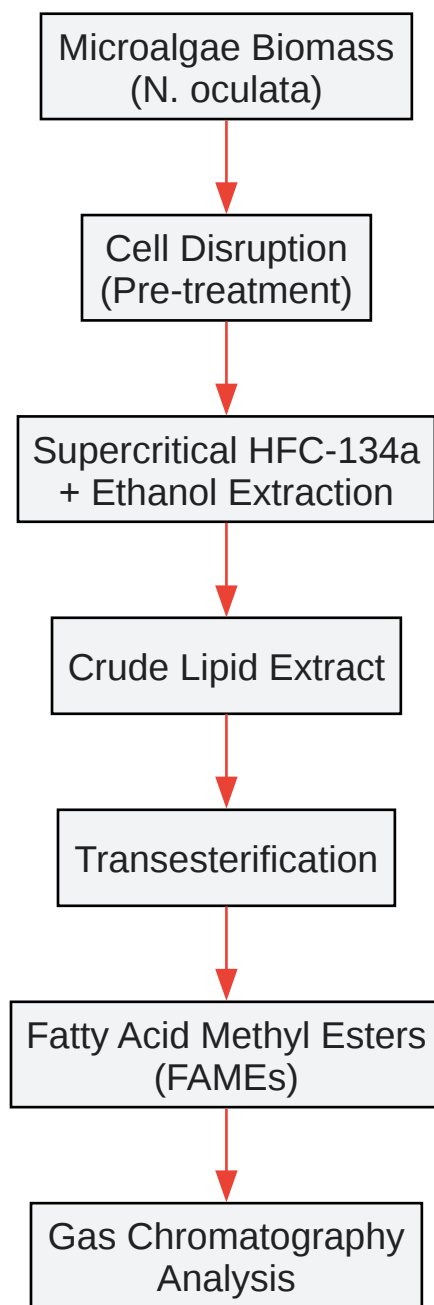 Microalgae Biomass
(N. oculata)
Cell Disruption
(Pre-treatment)
Supercritical HFC-134a
+ Ethanol Extraction
Crude Lipid Extract
Transesterification
Fatty Acid Methyl Esters
(FAMEs)
Gas Chromatography
Analysis